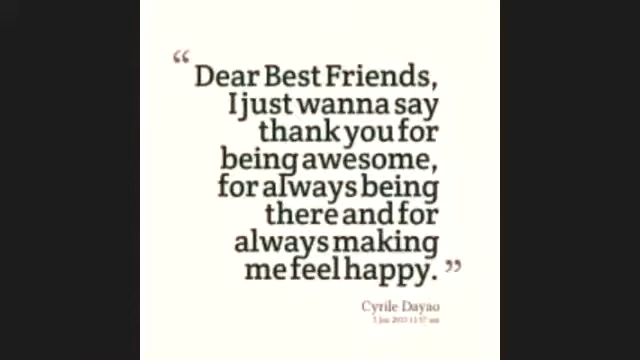 “Dear Best Friends,
I just wanna say
thank you for
being awesome,
for always being
there and for
always making
me feel happy.”
Cyrile Dayao